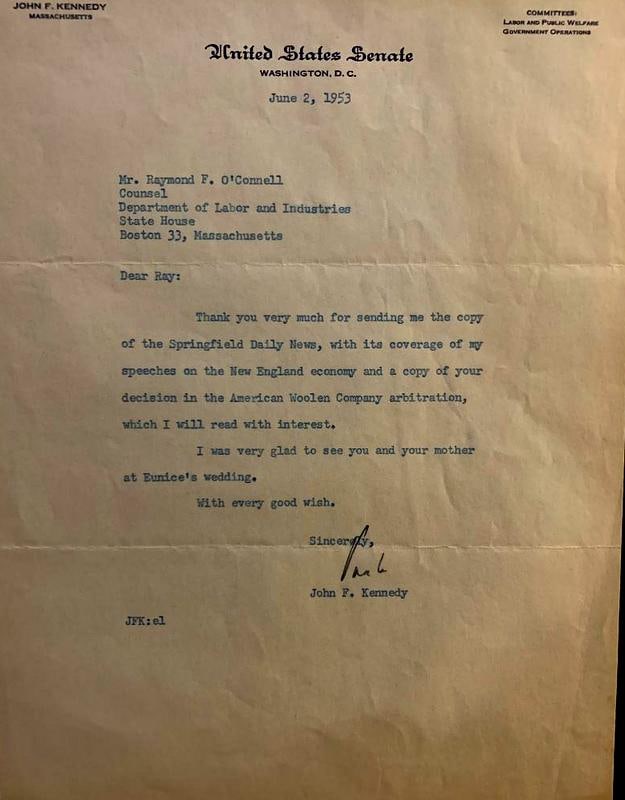 JOHN F. KENNEDY
MASSACHUSETTS
COMMITTEES:
LABOR AND PUBLIC WELFARE
GOVERNMENT OPERATIONS
United States Senate
WASHINGTON, D. C.
June 2, 1953
Mr. Raymond F. O'Connell
Counsel
Department of Labor and Industries
State House
Boston 33, Massachusetts
Dear Ray:
Thank you very much for sending me the copy
of the Springfield Daily News, with its coverage of my
speeches on the New England economy and a copy of your
decision in the American Woolen Company arbitration,
which I will read with interest.
I was very glad to see you and your mother
at Eunice's wedding.
With every good wish.
Sincerely,
John F. Kennedy
JFK:el